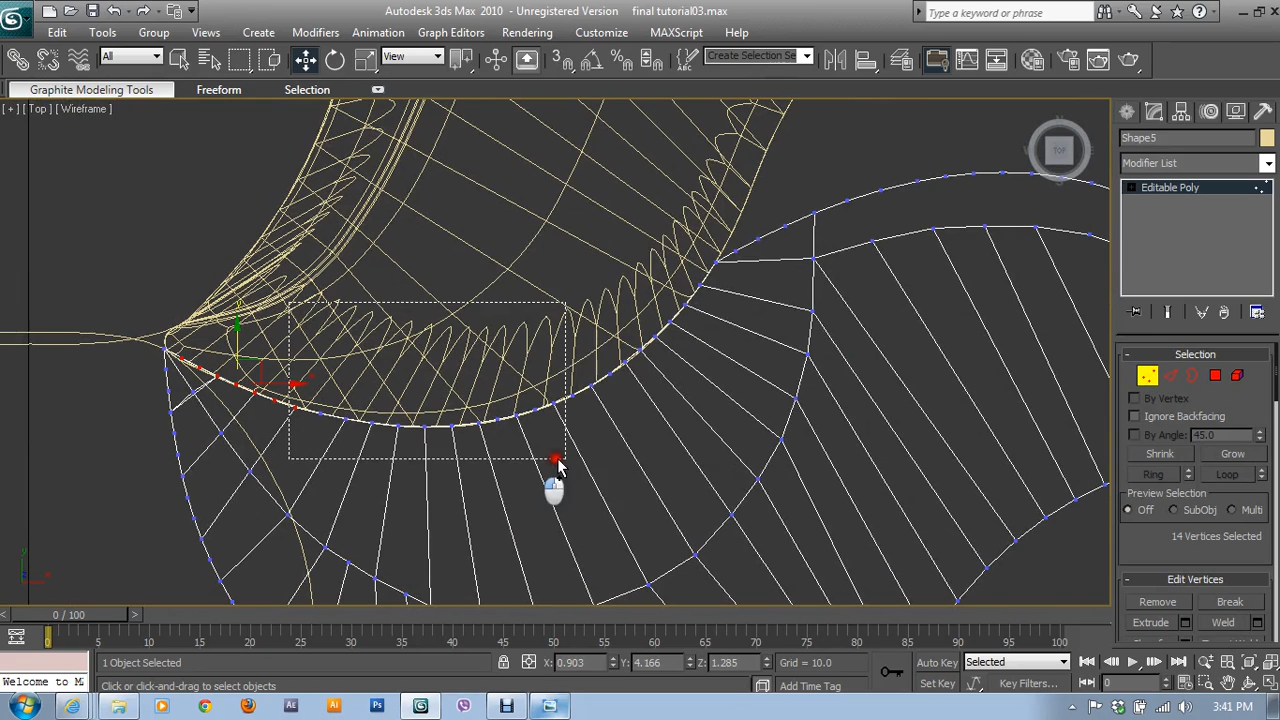 Autodesk 3ds Max 2010 - Unregistered Version final tutorial03.max
Type a keyword or phrase
Edit Tools Group Views Create Modifiers Animation Graph Editors Rendering Customize MAXScript Help
All View Create Selection Se
Graphite Modeling Tools Freeform Selection
[ + ] [ Top ] [ Wireframe ]
TOP
Shape5
Modifier List
Editable Poly
Selection
By Vertex
Ignore Backfacing
By Angle: 45.0
Shrink Grow
Ring Loop
Preview Selection
Off SubObj Multi
14 Vertices Selected
Edit Vertices
Remove Break
Extrude Weld
0 / 100
0 5 10 15 20 25 30 35 40 45 50 55 60 65 70 75 80 85 90 95 100
1 Object Selected X: 0.903 Y: 4.166 Z: 1.285 Grid = 10.0 Auto Key Selected
Welcome to M Click or click-and-drag to select objects Add Time Tag Set Key Key Filters... 0
3:41 PM